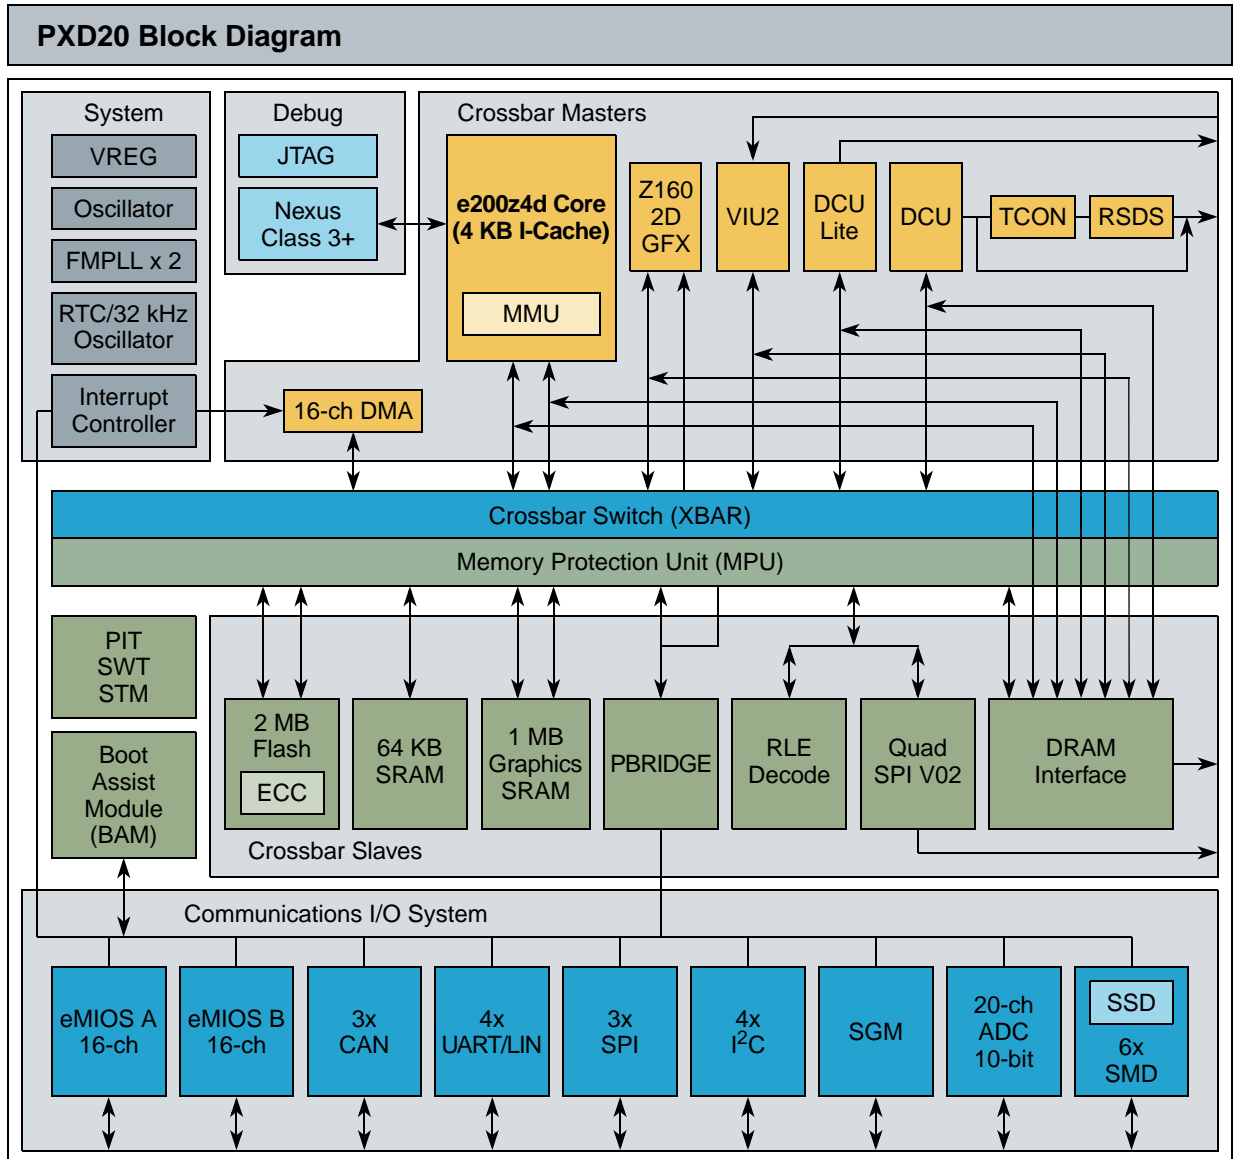 PXD20 Block Diagram
System
VREG
Oscillator
FMPLL x 2
RTC/32 kHz
Oscillator
Interrupt
Controller
Debug
JTAG
Nexus
Class 3+
Crossbar Masters
e200z4d Core
(4 KB I-Cache)
MMU
Z160
2D
GFX
VIU2
DCU
Lite
DCU
TCON
RSDS
16-ch DMA
Crossbar Switch (XBAR)
Memory Protection Unit (MPU)
PIT
SWT
STM
Boot
Assist
Module
(BAM)
2 MB
Flash
ECC
64 KB
SRAM
1 MB
Graphics
SRAM
PBRIDGE
RLE
Decode
Quad
SPI V02
DRAM
Interface
Crossbar Slaves
Communications I/O System
eMIOS A
16-ch
eMIOS B
16-ch
3x
CAN
4x
UART/LIN
3x
SPI
4x
I²C
SGM
20-ch
ADC
10-bit
SSD
6x
SMD